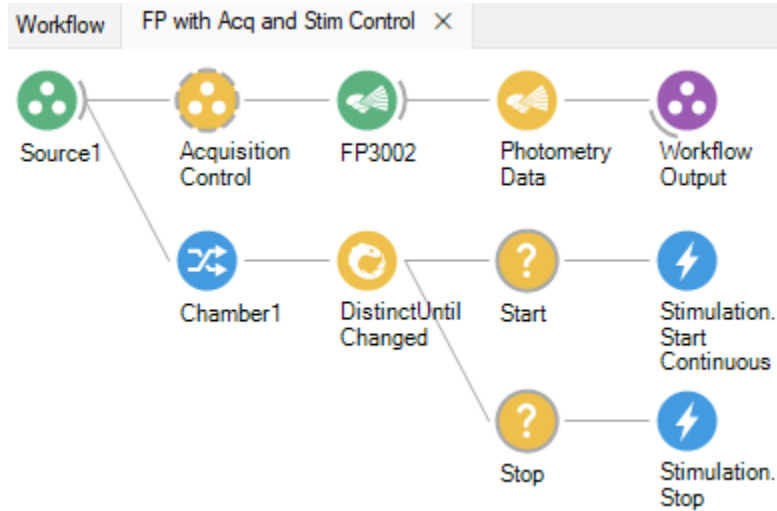 Workflow
FP with Acq and Stim Control ×
Source1
Acquisition
Control
FP3002
Photometry
Data
Workflow
Output
Chamber1
DistinctUntil
Changed
?
Start
Stimulation.
Start
Continuous
?
Stop
Stimulation.
Stop